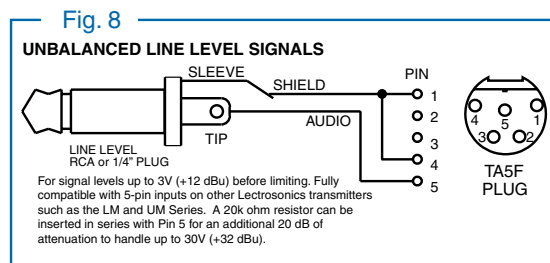 Fig. 8
UNBALANCED LINE LEVEL SIGNALS
SLEEVE
SHIELD
PIN
1
2
3
4
5
AUDIO
TIP
LINE LEVEL
RCA or 1/4" PLUG
4
5
1
3
2
TA5F
PLUG
For signal levels up to 3V (+12 dBu) before limiting. Fully
compatible with 5-pin inputs on other Lectrosonics transmitters
such as the LM and UM Series. A 20k ohm resistor can be
inserted in series with Pin 5 for an additional 20 dB of
attenuation to handle up to 30V (+32 dBu).